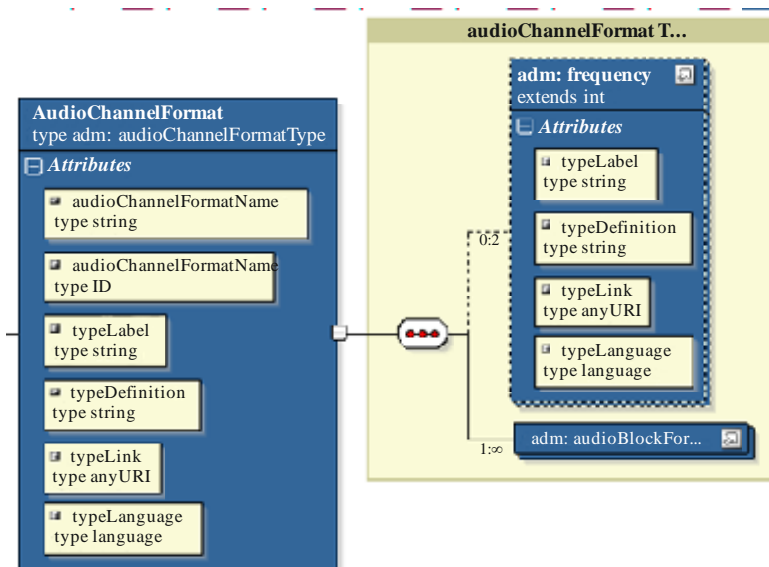 audioChannelFormat T...
AudioChannelFormat
type adm: audioChannelFormatType
Attributes
audioChannelFormatName
type string
audioChannelFormatName
type ID
typeLabel
type string
typeDefinition
type string
typeLink
type anyURI
typeLanguage
type language
0:2
1:∞
adm: frequency
extends int
Attributes
typeLabel
type string
typeDefinition
type string
typeLink
type anyURI
typeLanguage
type language
adm: audioBlockFor...